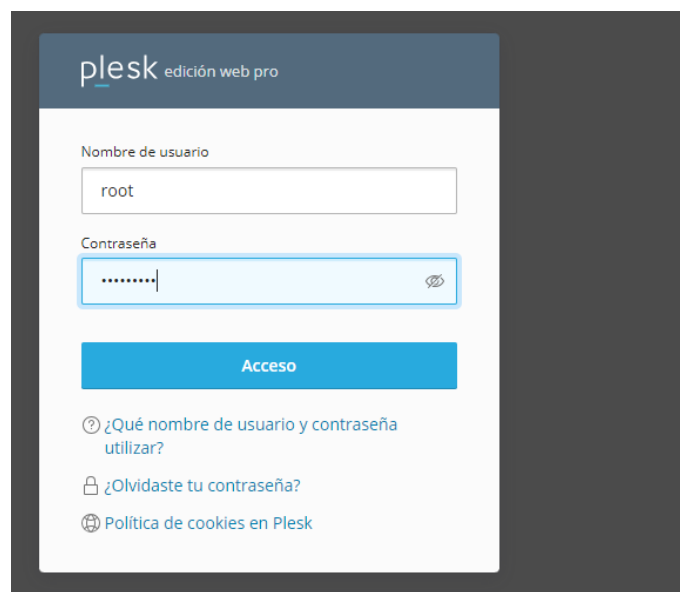 plesk edición web pro
Nombre de usuario
root
Contraseña
•••••••••
Acceso
¿Qué nombre de usuario y contraseña
utilizar?
¿Olvidaste tu contraseña?
Política de cookies en Plesk